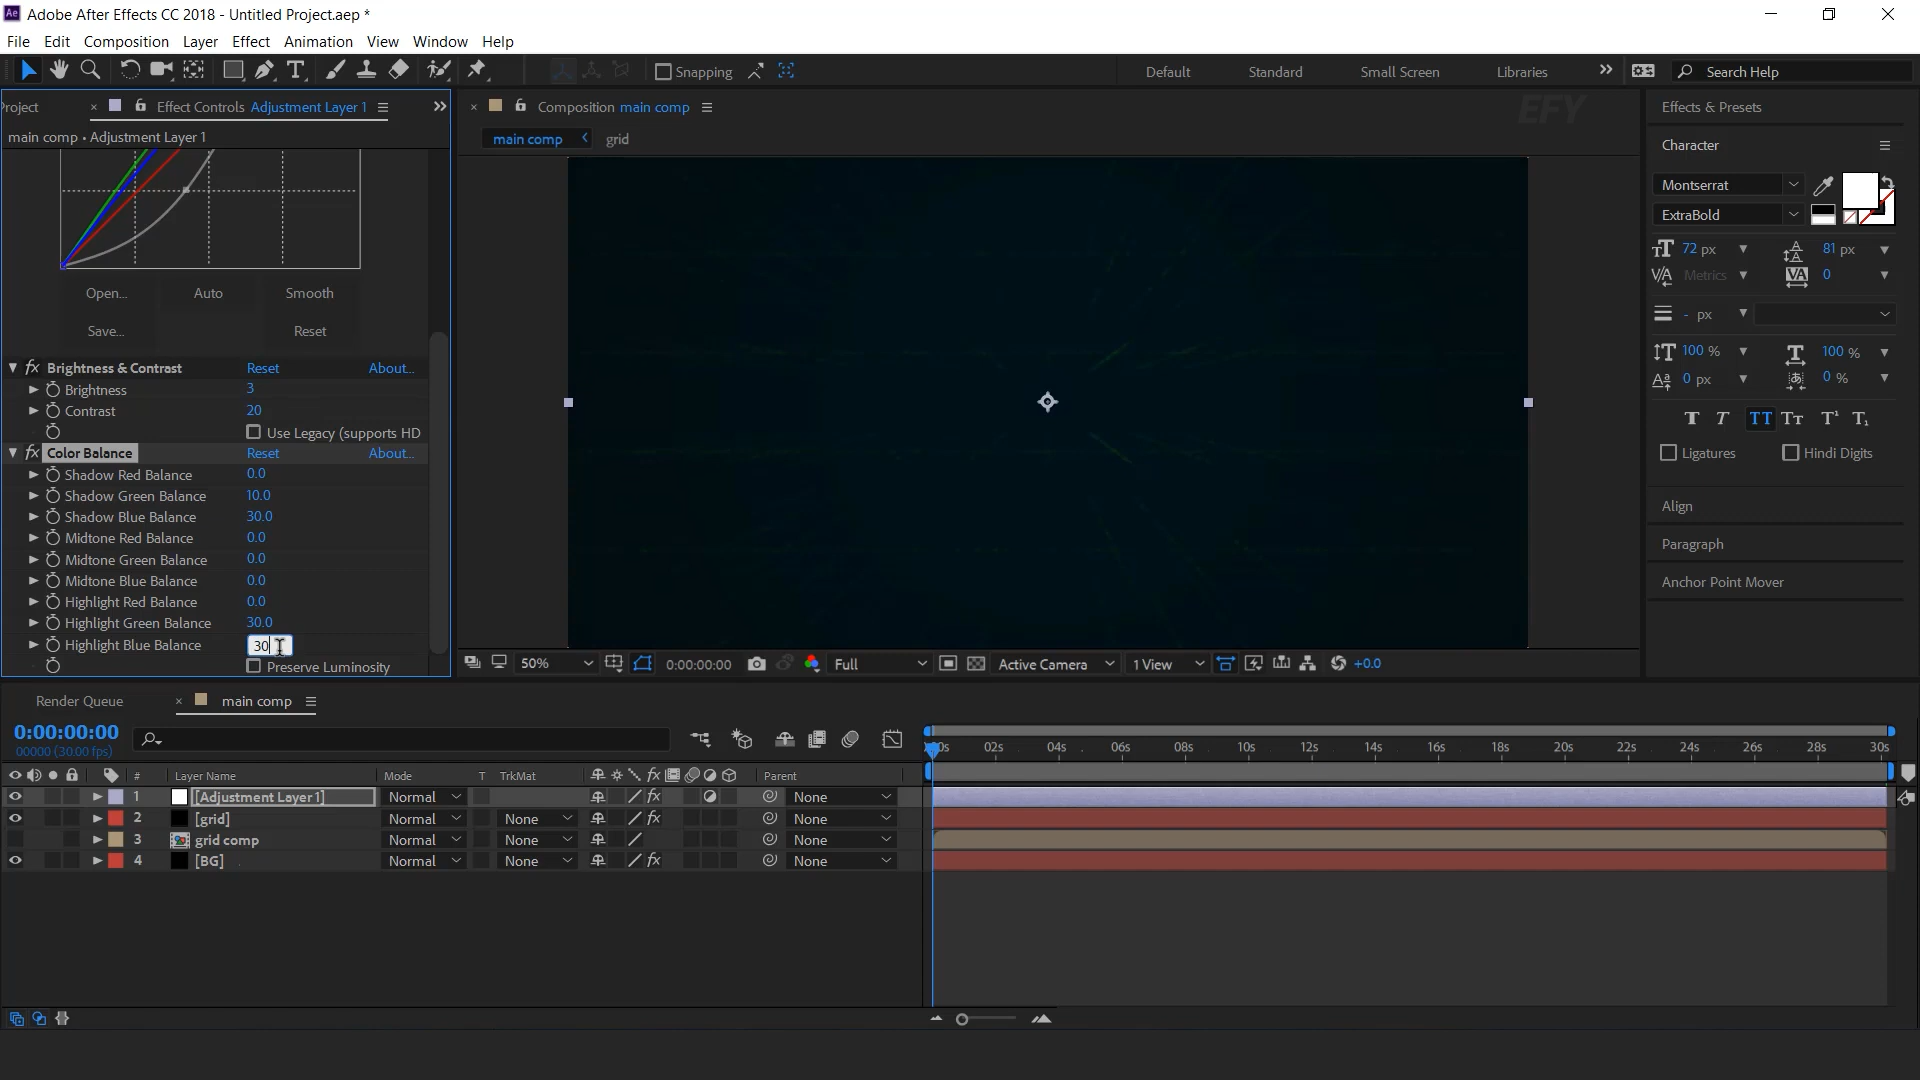 Ae Adobe After Effects CC 2018 - Untitled Project.aep *
File Edit Composition Layer Effect Animation View Window Help
Snapping Default Standard Small Screen Libraries Search Help
roject × Effect Controls Adjustment Layer 1
main comp • Adjustment Layer 1
Open... Auto Smooth
Save... Reset
fx Brightness & Contrast Reset About...
Brightness 3
Contrast 20
Use Legacy (supports HD
fx Color Balance Reset About...
Shadow Red Balance 0.0
Shadow Green Balance 10.0
Shadow Blue Balance 30.0
Midtone Red Balance 0.0
Midtone Green Balance 0.0
Midtone Blue Balance 0.0
Highlight Red Balance 0.0
Highlight Green Balance 30.0
Highlight Blue Balance 30
Preserve Luminosity
× Composition main comp
EFY
main comp grid
50% 0:00:00:00 Full Active Camera 1 View +0.0
Effects & Presets
Character
Montserrat
ExtraBold
72 px 81 px
Metrics 0
- px
100 % 100 %
0 px 0 %
Ligatures Hindi Digits
Align
Paragraph
Anchor Point Mover
Render Queue × main comp
0:00:00:00
00000 (30.00 fps)
02s 04s 06s 08s 10s 12s 14s 16s 18s 20s 22s 24s 26s 28s 30s
# Layer Name Mode T TrkMat fx Parent
1 [Adjustment Layer 1] Normal fx None
2 [grid] Normal None fx None
3 grid comp Normal None None
4 [BG] Normal None fx None